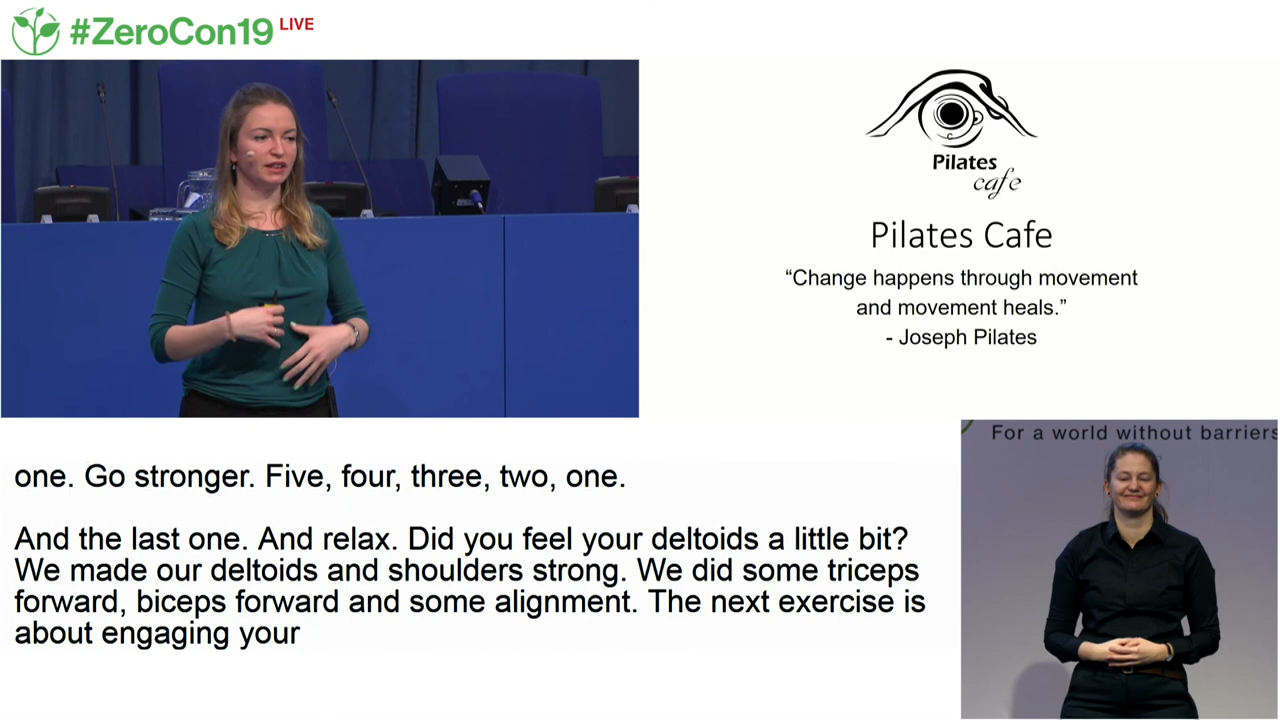 #ZeroCon19 LIVE
Pilates
cafe
Pilates Cafe
“Change happens through movement
and movement heals.”
- Joseph Pilates
one. Go stronger. Five, four, three, two, one.
And the last one. And relax. Did you feel your deltoids a little bit?
We made our deltoids and shoulders strong. We did some triceps
forward, biceps forward and some alignment. The next exercise is
about engaging your
For a world without barriers